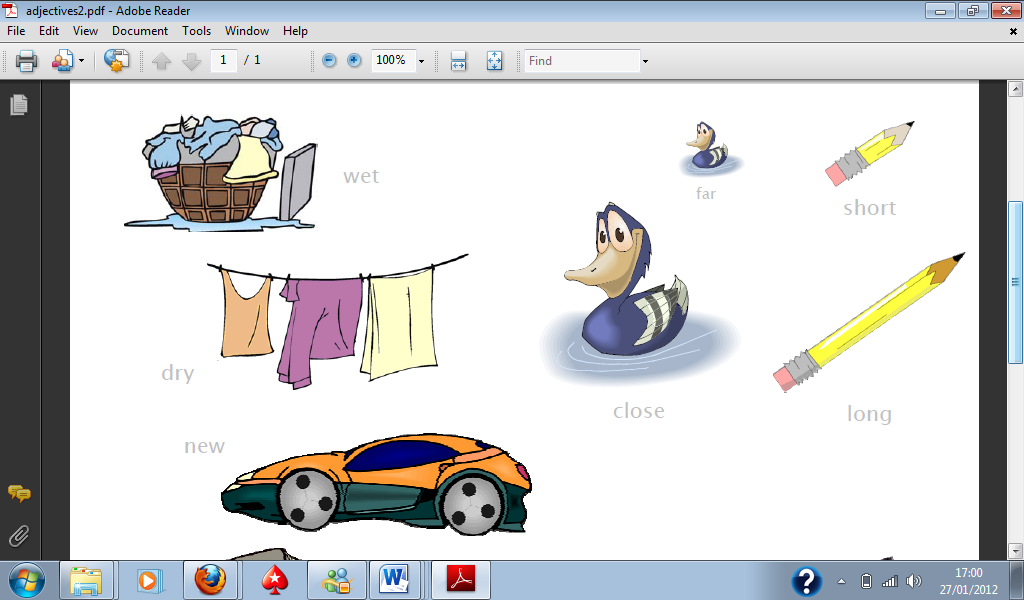 adjectives2.pdf - Adobe Reader
File Edit View Document Tools Window Help
1 / 1 100% Find
wet
far
short
dry
close
long
new
17:00
27/01/2012